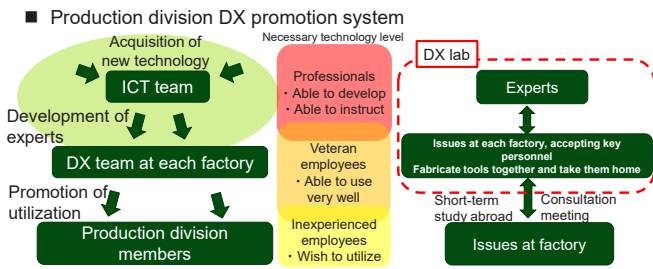 ■ Production division DX promotion system
Acquisition of
new technology
ICT team
Development of
experts
DX team at each factory
Promotion of
utilization
Production division
members
Necessary technology level
Professionals
・ Able to develop
・ Able to instruct
Veteran
employees
・ Able to use
very well
Inexperienced
employees
・ Wish to utilize
DX lab
Experts
Issues at each factory, accepting key
personnel
Fabricate tools together and take them home
Short-term
study abroad
Consultation
meeting
Issues at factory